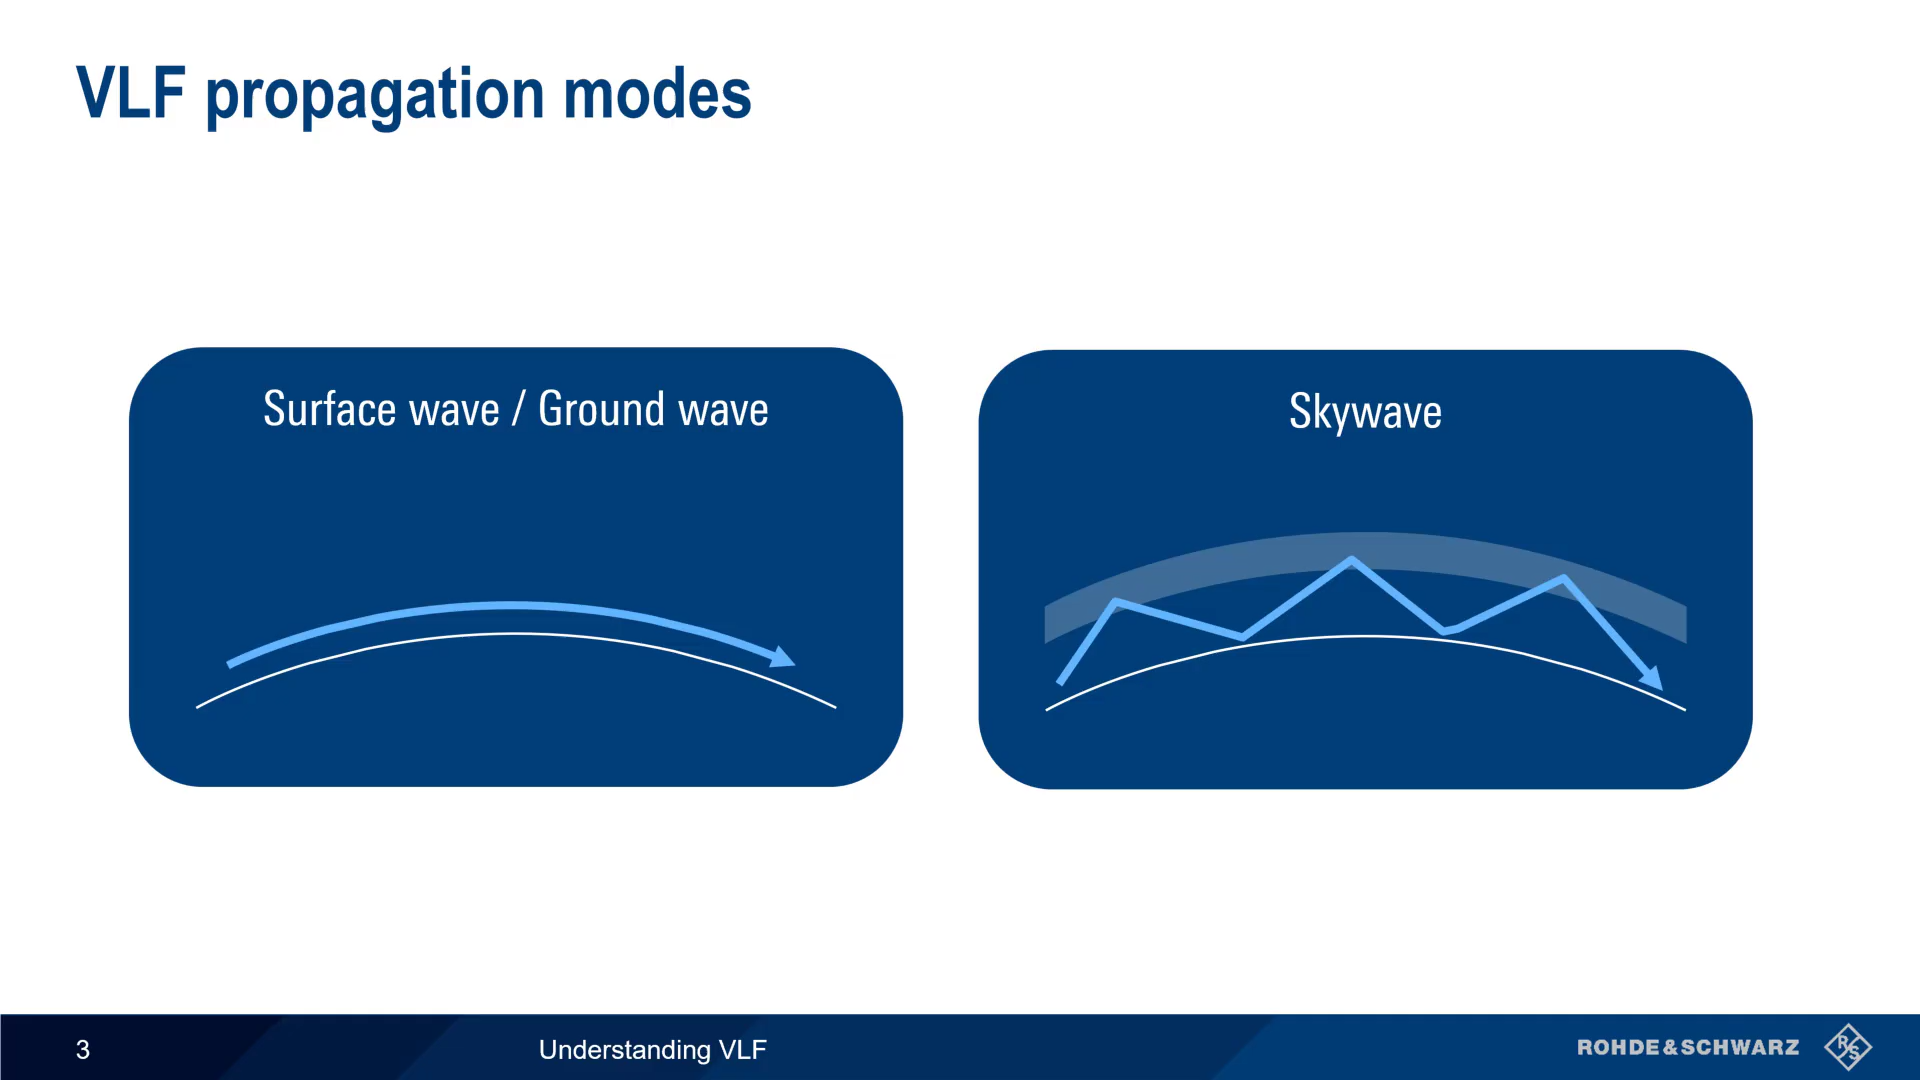 VLF propagation modes
Surface wave / Ground wave
Skywave
3
Understanding VLF
ROHDE&SCHWARZ
R
S